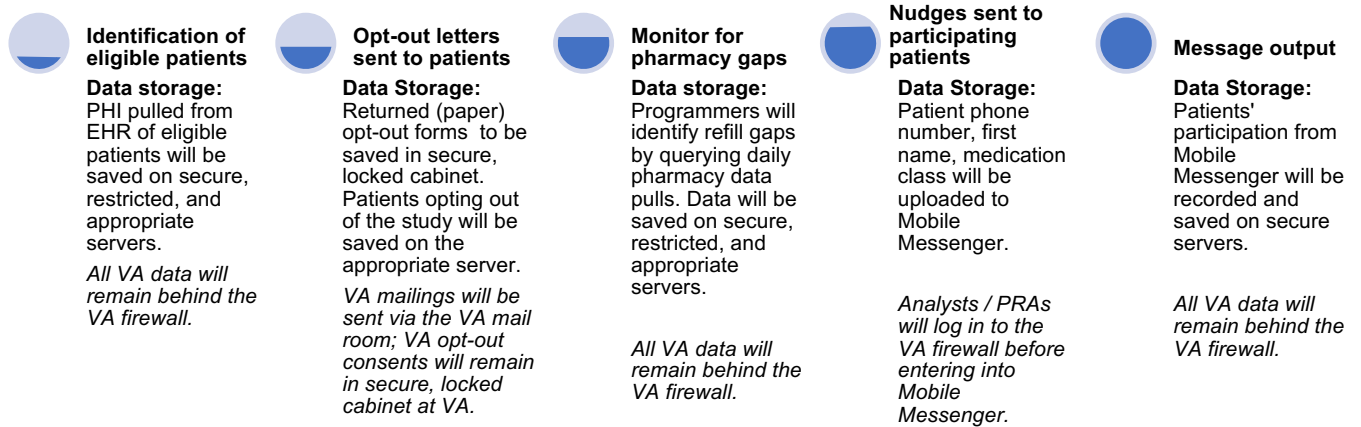 Identification of
eligible patients
Data storage:
PHI pulled from
EHR of eligible
patients will be
saved on secure,
restricted, and
appropriate
servers.
All VA data will
remain behind the
VA firewall.
Opt-out letters
sent to patients
Data Storage:
Returned (paper)
opt-out forms to be
saved in secure,
locked cabinet.
Patients opting out
of the study will be
saved on the
appropriate server.
VA mailings will be
sent via the VA mail
room; VA opt-out
consents will remain
in secure, locked
cabinet at VA.
Monitor for
pharmacy gaps
Data storage:
Programmers will
identify refill gaps
by querying daily
pharmacy data
pulls. Data will be
saved on secure,
restricted, and
appropriate
servers.
All VA data will
remain behind the
VA firewall.
Nudges sent to
participating
patients
Data Storage:
Patient phone
number, first
name, medication
class will be
uploaded to
Mobile
Messenger.
Analysts / PRAs
will log in to the
VA firewall before
entering into
Mobile
Messenger.
Message output
Data Storage:
Patients'
participation from
Mobile
Messenger will be
recorded and
saved on secure
servers.
All VA data will
remain behind the
VA firewall.